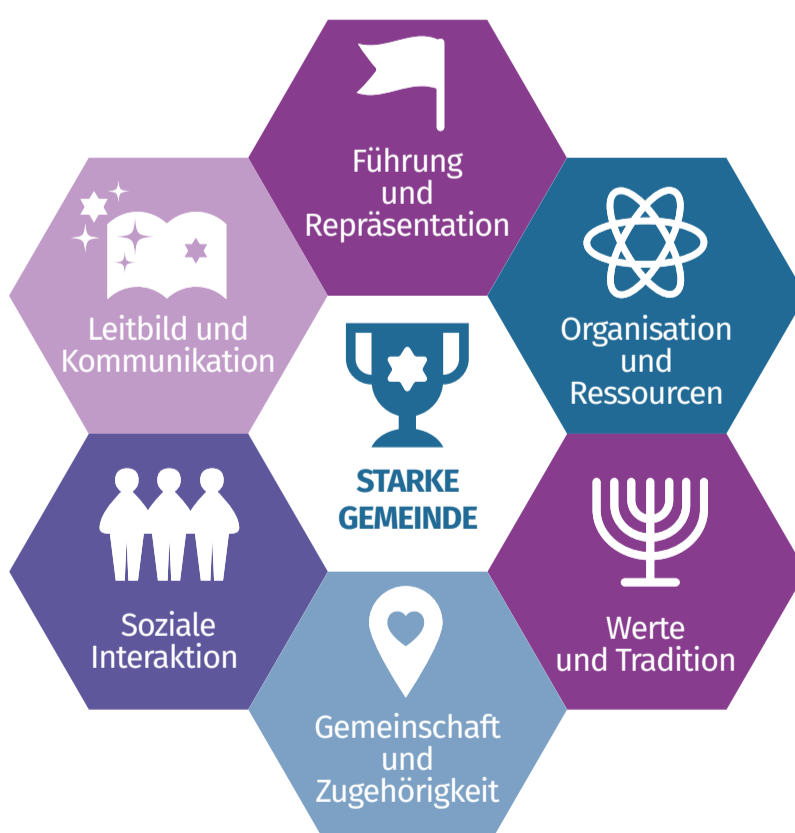 Führung
und
Repräsentation
Leitbild und
Kommunikation
Organisation
und
Ressourcen
STARKE
GEMEINDE
Soziale
Interaktion
Werte
und Tradition
Gemeinschaft
und
Zugehörigkeit